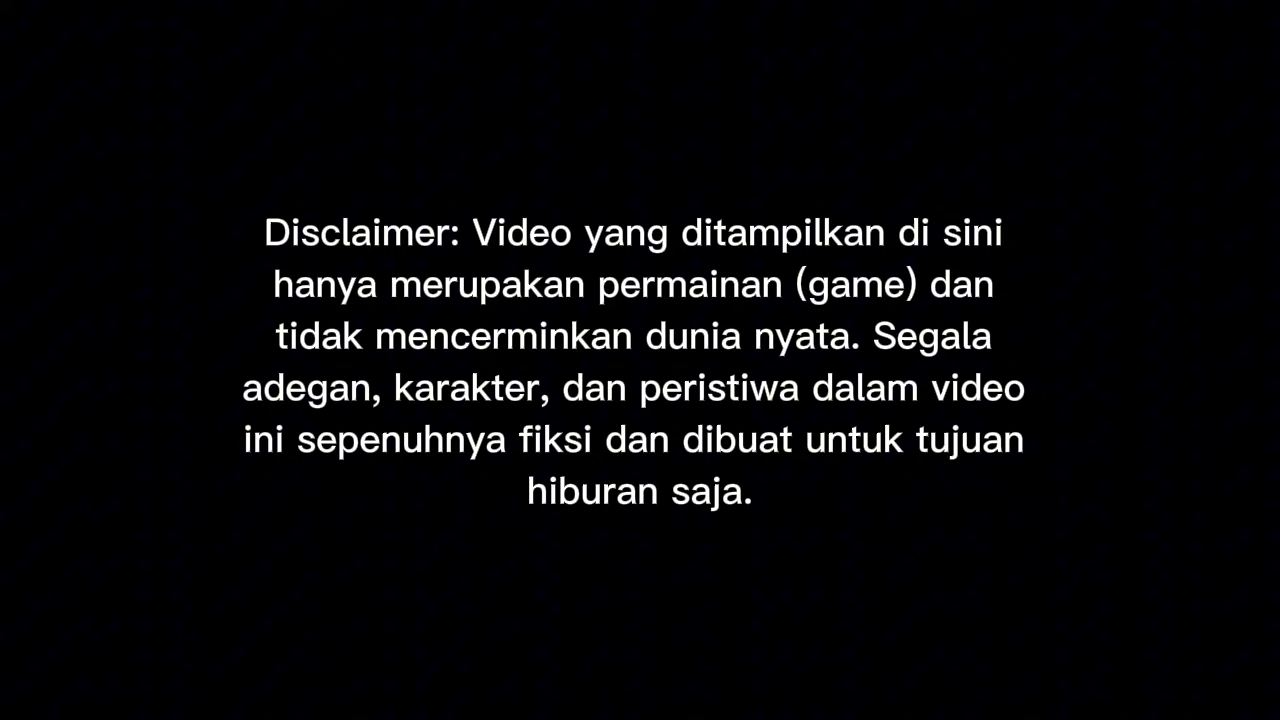 Disclaimer: Video yang ditampilkan di sini
hanya merupakan permainan (game) dan
tidak mencerminkan dunia nyata. Segala
adegan, karakter, dan peristiwa dalam video
ini sepenuhnya fiksi dan dibuat untuk tujuan
hiburan saja.